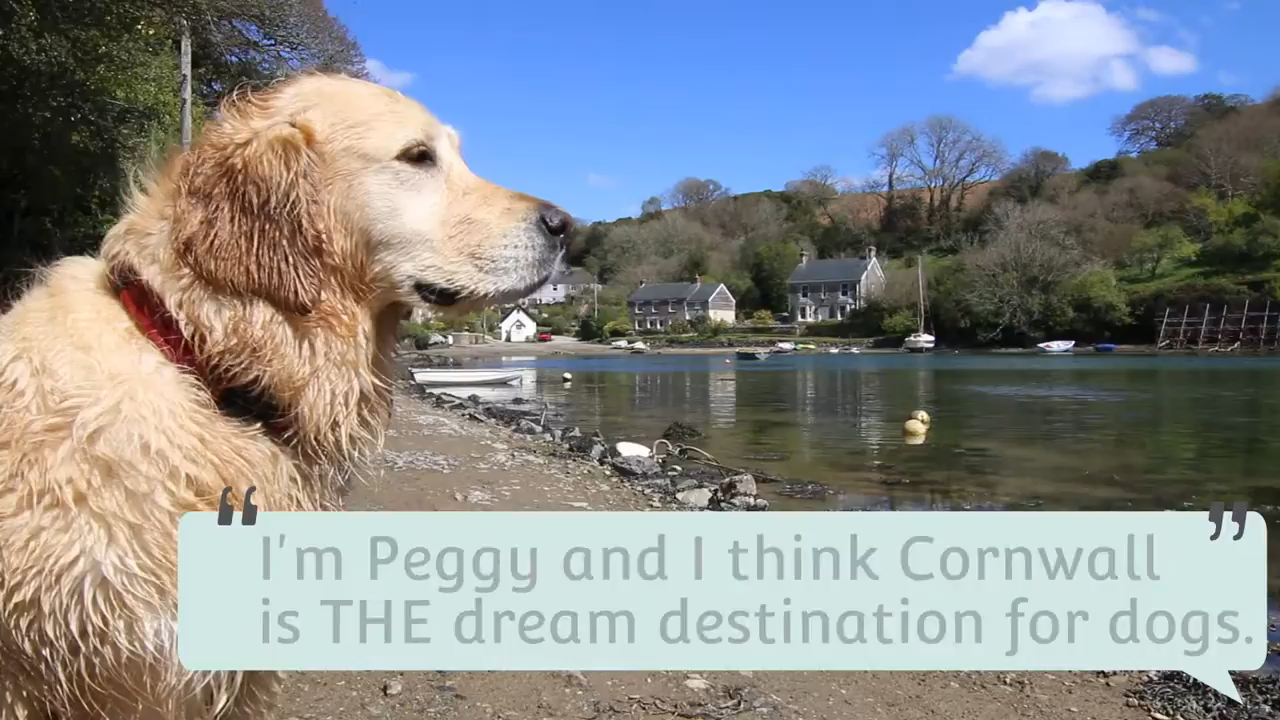 “I'm Peggy and I think Cornwall
is THE dream destination for dogs.”